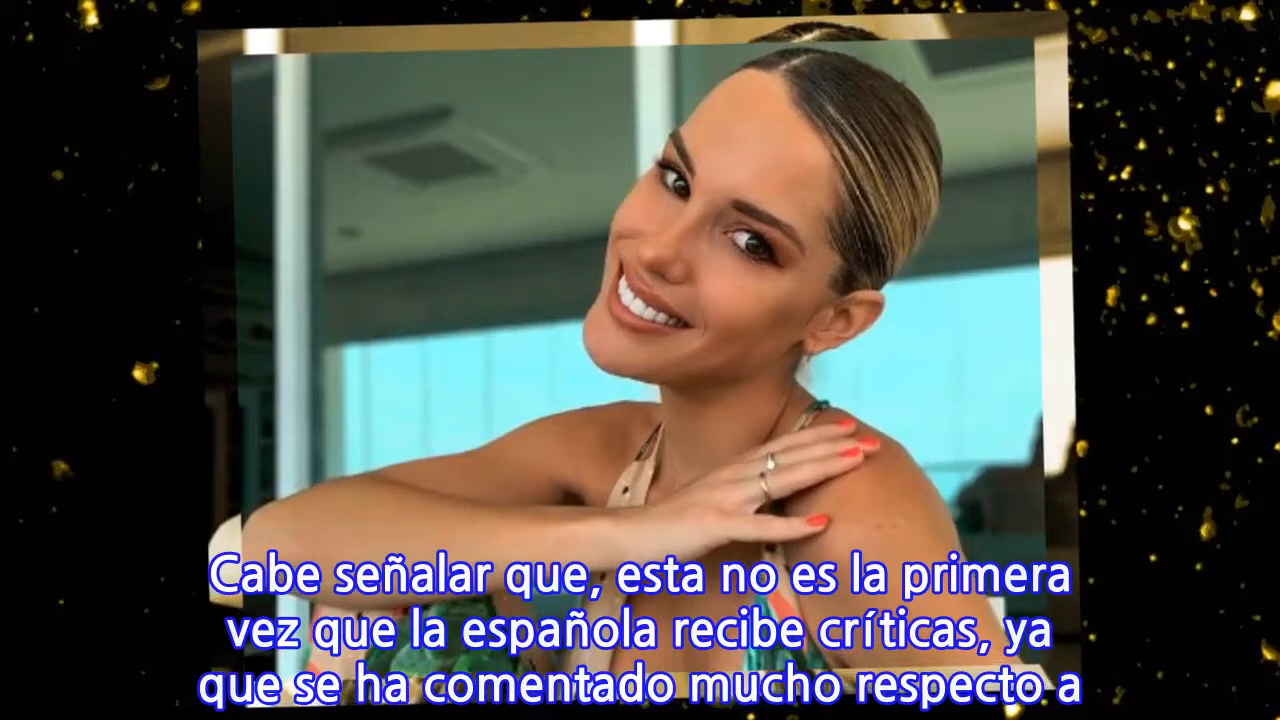 Cabe señalar que, esta no es la primera
vez que la española recibe críticas, ya
que se ha comentado mucho respecto a